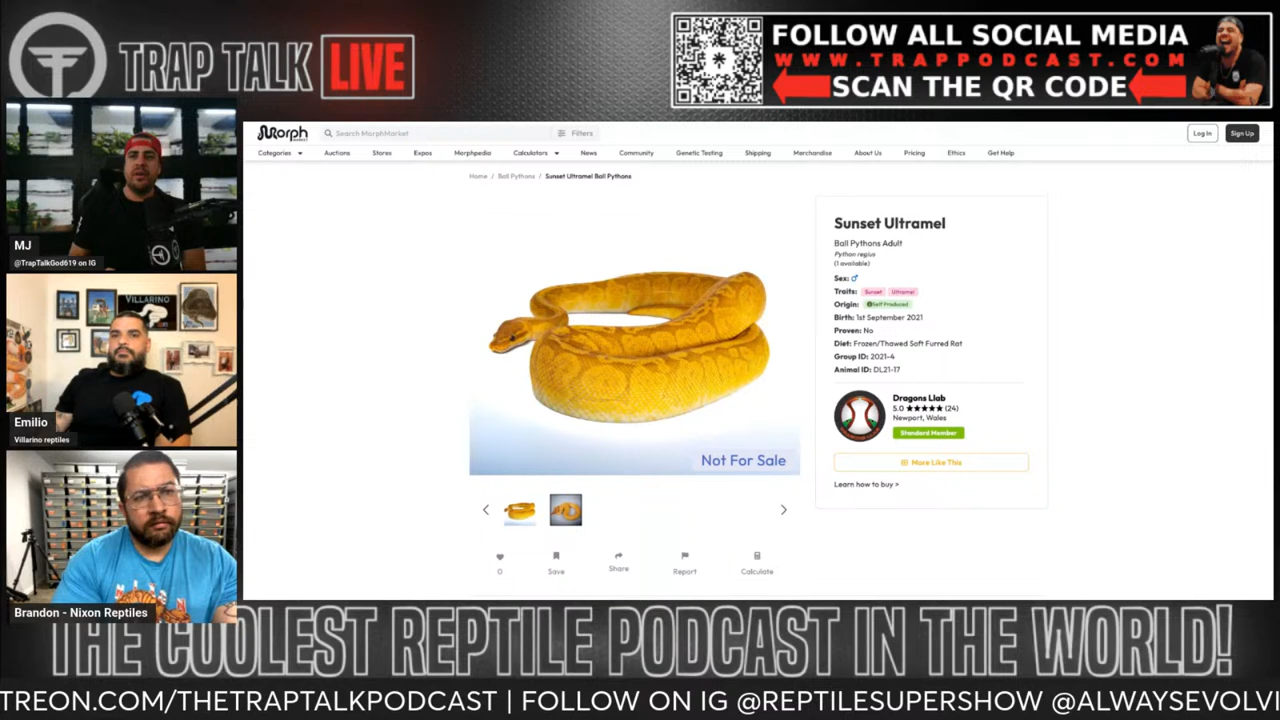 TRAP TALK LIVE
FOLLOW ALL SOCIAL MEDIA
WWW.TRAPPODCAST.COM
SCAN THE QR CODE
MJ
@TrapTalkGod619 on IG
VILLARINO
Emilio
Villarino reptiles
NIXON
Brandon - Nixon Reptiles
Morph
MARKET
Search MorphMarket
Filters
Log In
Sign Up
Categories
Auctions
Stores
Expos
Morphpedia
Calculators
News
Community
Genetic Testing
Shipping
Merchandise
About Us
Pricing
Ethics
Get Help
Home / Ball Pythons / Sunset Ultramel Ball Pythons
Not For Sale
0
Save
Share
Report
Calculate
Sunset Ultramel
Ball Pythons Adult
Python regius
(1 available)
Sex: ♂
Traits: Sunset Ultramel
Origin: Self Produced
Birth: 1st September 2021
Proven: No
Diet: Frozen/Thawed Soft Furred Rat
Group ID: 2021-4
Animal ID: DL21-17
Dragons Llab
5.0 ★★★★★ (24)
Newport, Wales
Standard Member
More Like This
Learn how to buy >
THE COOLEST REPTILE PODCAST IN THE WORLD!
TREON.COM/THETRAPTALKPODCAST | FOLLOW ON IG @REPTILESUPERSHOW @ALWAYSEVOLVI